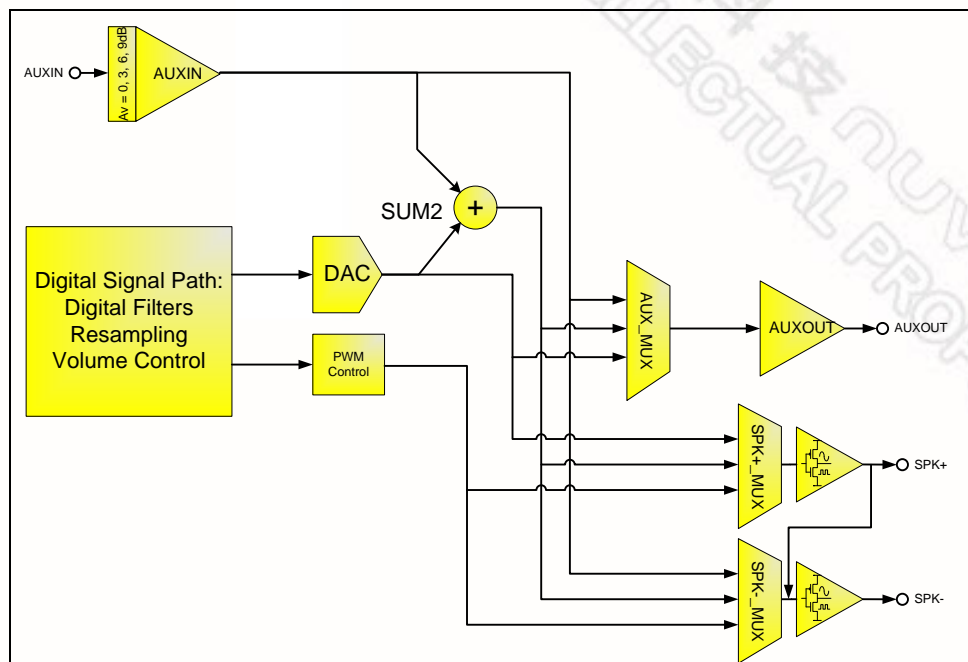 AUXIN
Av = 0, 3, 6, 9dB
AUXIN
SUM2
+
Digital Signal Path:
Digital Filters
Resampling
Volume Control
DAC
PWM
Control
AUX_MUX
AUXOUT
AUXOUT
SPK+_MUX
SPK+
SPK-_MUX
SPK-
技